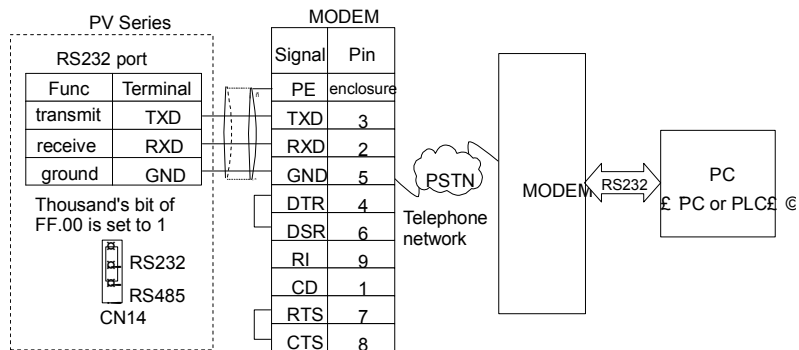 PV Series
RS232 port
Func Terminal
transmit TXD
receive RXD
ground GND
Thousand's bit of
FF.00 is set to 1
RS232
RS485
CN14
MODEM
Signal Pin
PE enclosure
TXD 3
RXD 2
GND 5
DTR 4
DSR 6
RI 9
CD 1
RTS 7
CTS 8
PSTN
Telephone
network
MODEM
RS232
PC
£ PC or PLC£ ©